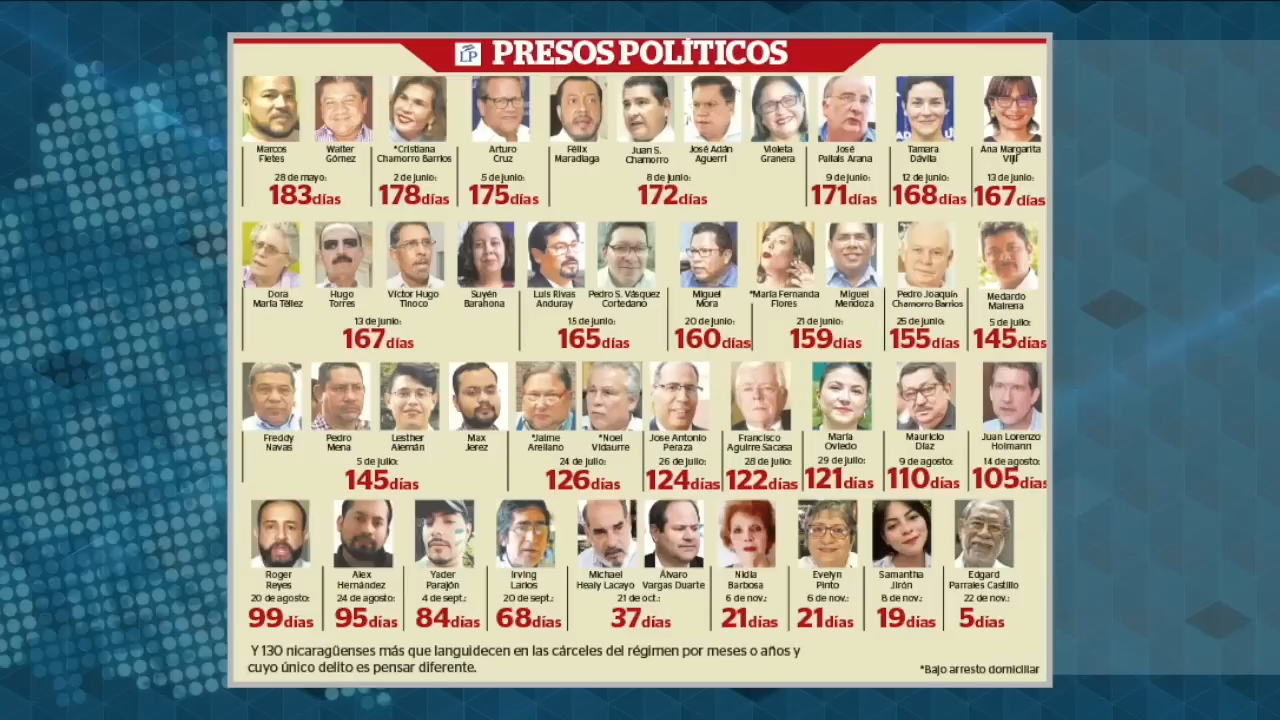 LP PRESOS POLÍTICOS
Marcos Fletes
Walter Gómez
*Cristiana Chamorro Barrios
Arturo Cruz
Félix Maradiaga
Juan S. Chamorro
José Adán Aguerri
Violeta Granera
José Pallais Arana
Tamara Dávila
Ana Margarita Vijil
28 de mayo:
183días
2 de junio:
178días
5 de junio:
175días
8 de junio:
172días
9 de junio:
171días
12 de junio:
168días
13 de junio:
167días
Dora María Téllez
Hugo Torres
Víctor Hugo Tinoco
Suyén Barahona
Luis Rivas Anduray
Pedro S. Vásquez Cortedano
Miguel Mora
*María Fernanda Flores
Miguel Mendoza
Pedro Joaquín Chamorro Barrios
Medardo Mairena
13 de junio:
167días
15 de junio:
165días
20 de junio:
160días
21 de junio:
159días
25 de junio:
155días
5 de julio:
145días
Freddy Navas
Pedro Mena
Lesther Alemán
Max Jerez
*Jaime Arellano
*Noel Vidaurre
Jose Antonio Peraza
Francisco Aguirre Sacasa
María Oviedo
Mauricio Díaz
Juan Lorenzo Holmann
5 de julio:
145días
24 de julio:
126días
26 de julio:
124días
28 de julio:
122días
29 de julio:
121días
9 de agosto:
110días
14 de agosto:
105días
Roger Reyes
Alex Hernández
Yader Parajón
Irving Larios
Michael Healy Lacayo
Álvaro Vargas Duarte
Nidia Barbosa
Evelyn Pinto
Samantha Jirón
Edgard Parrales Castillo
20 de agosto:
99días
24 de agosto:
95días
4 de sept.:
84días
20 de sept.:
68días
21 de oct.:
37días
6 de nov.:
21días
6 de nov.:
21días
8 de nov.:
19días
22 de nov.:
5días
Y 130 nicaragüenses más que languidecen en las cárceles del régimen por meses o años y
cuyo único delito es pensar diferente.
*Bajo arresto domiciliar